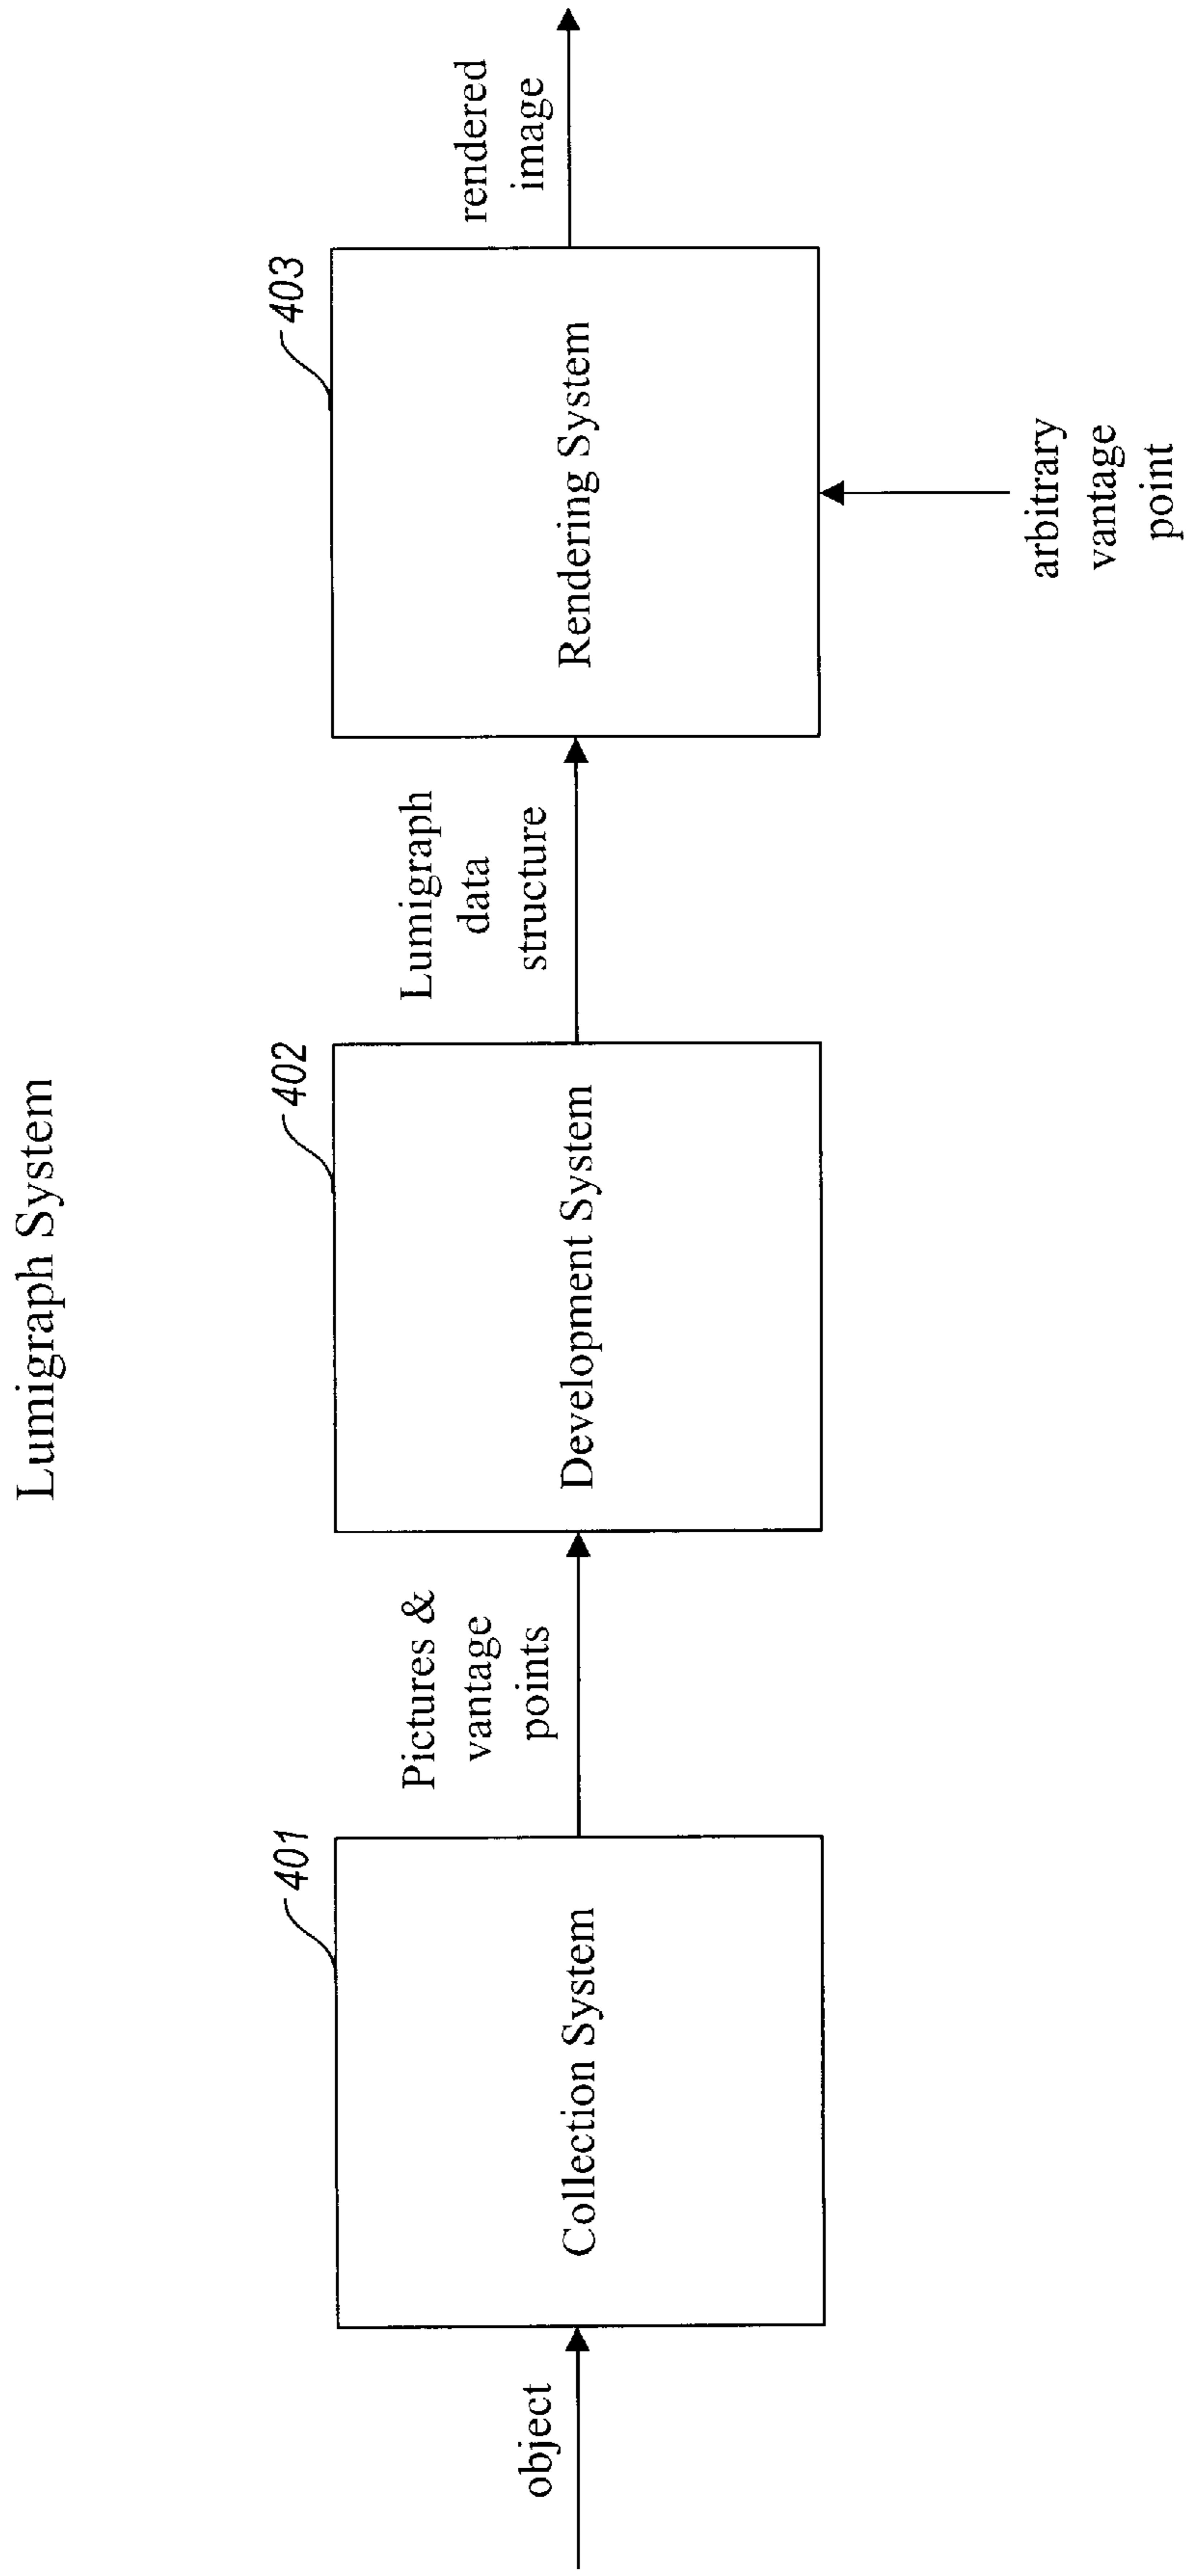 Lumigraph System
object
401
Collection System
Pictures &
vantage
points
402
Development System
Lumigraph
data
structure
403
Rendering System
arbitrary
vantage
point
rendered
image